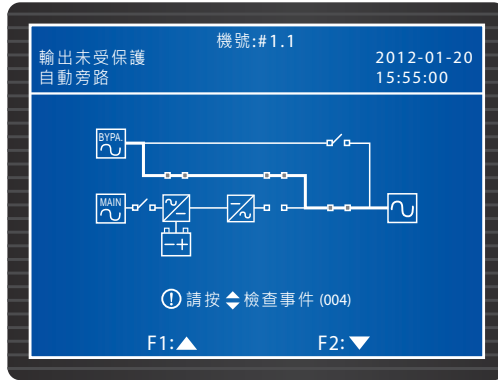 機號:#1.1
輸出未受保護
2012-01-20
自動旁路
15:55:00
BYPA.
MAIN
請按檢查事件 (004)
F1:▲ F2:▼